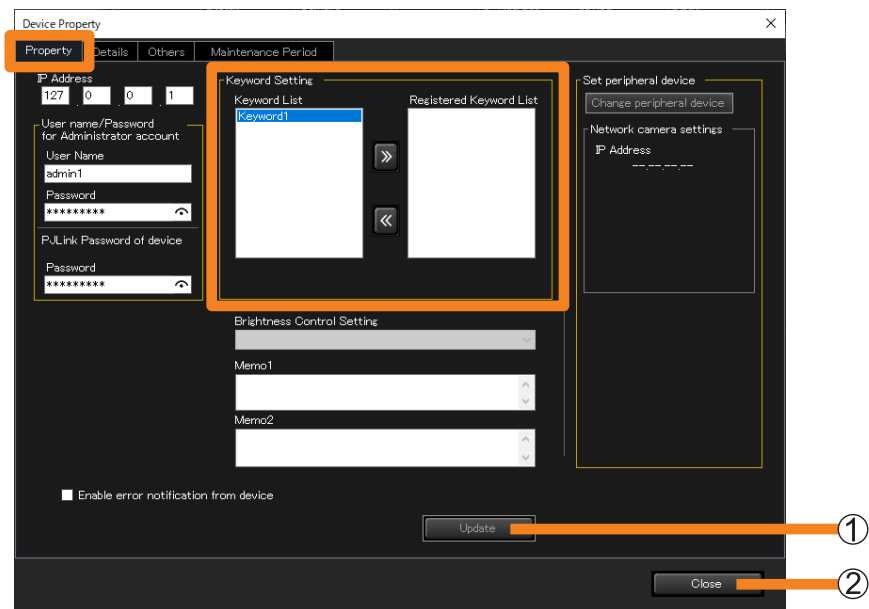 Device Property
Property Details Others Maintenance Period
IP Address
127 . 0 . 0 . 1
User name/Password
for Administrator account
User Name
admin1
Password
*********
PJLink Password of device
Password
*********
Keyword Setting
Keyword List
Keyword1
Registered Keyword List
Brightness Control Setting
Memo1
Memo2
Set peripheral device
Change peripheral device
Network camera settings
IP Address
--.--.--.--
Enable error notification from device
Update
①
Close
②